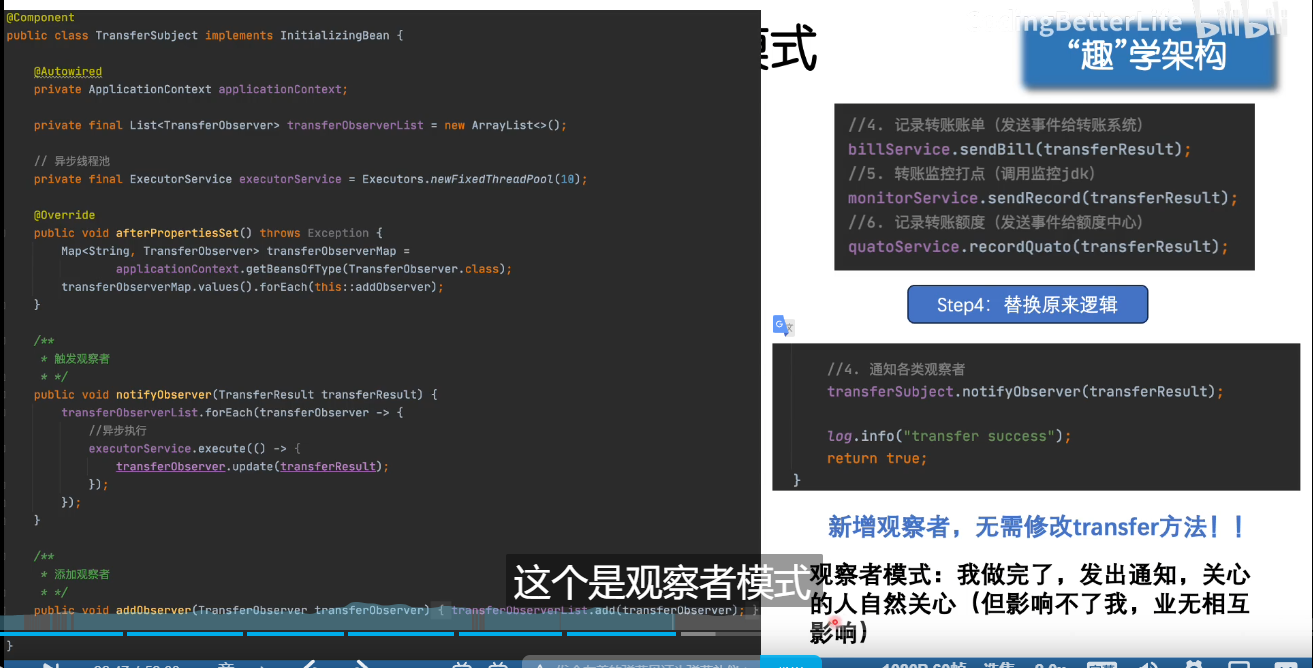 @Component
public class TransferSubject implements InitializingBean {
@Autowired
private ApplicationContext applicationContext;
private final List<TransferObserver> transferObserverList = new ArrayList<>();
// 异步线程池
private final ExecutorService executorService = Executors.newFixedThreadPool(10);
@Override
public void afterPropertiesSet() throws Exception {
Map<String, TransferObserver> transferObserverMap =
applicationContext.getBeansOfType(TransferObserver.class);
transferObserverMap.values().forEach(this::addObserver);
}
/**
* 触发观察者
* */
public void notifyObserver(TransferResult transferResult) {
transferObserverList.forEach(transferObserver -> {
//异步执行
executorService.execute(() -> {
transferObserver.update(transferResult);
});
});
}
/**
* 添加观察者
* */
public void addObserver(TransferObserver transferObserver) { transferObserverList.add(transferObserver); }
}
模式
BetterLife bilibili
“趣”学架构
//4. 记录转账账单（发送事件给转账系统）
billService.sendBill(transferResult);
//5. 转账监控打点（调用监控jdk）
monitorService.sendRecord(transferResult);
//6. 记录转账额度（发送事件给额度中心）
quatoService.recordQuato(transferResult);
Step4：替换原来逻辑
//4. 通知各类观察者
transferSubject.notifyObserver(transferResult);
log.info("transfer success");
return true;
}
新增观察者，无需修改transfer方法！！
这个是观察者模式
观察者模式：我做完了，发出通知，关心
的人自然关心（但影响不了我，业无相互
影响）